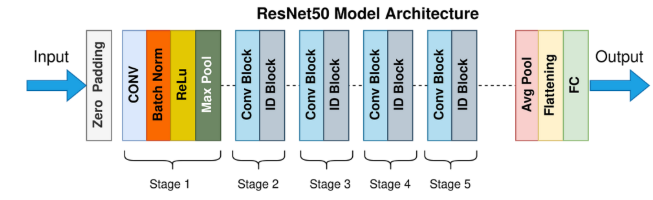 ResNet50 Model Architecture
Input
Zero Padding
CONV
Batch Norm
ReLu
Max Pool
Conv Block
ID Block
Conv Block
ID Block
Conv Block
ID Block
Conv Block
ID Block
Avg Pool
Flattening
FC
Output
Stage 1
Stage 2
Stage 3
Stage 4
Stage 5